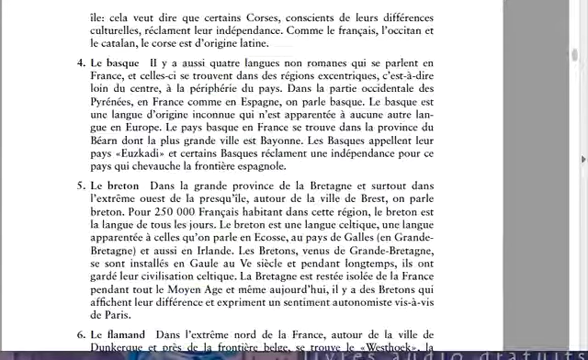 île: cela veut dire que certains Corses, conscients de leurs différences
culturelles, réclament leur indépendance. Comme le français, l'occitan et
le catalan, le corse est d'origine latine.
4. Le basque Il y a aussi quatre langues non romanes qui se parlent en
France, et celles-ci se trouvent dans des régions excentriques, c'est-à-dire
loin du centre, à la périphérie du pays. Dans la partie occidentale des
Pyrénées, en France comme en Espagne, on parle basque. Le basque est
une langue d'origine inconnue qui n'est apparentée à aucune autre lan-
gue en Europe. Le pays basque en France se trouve dans la province du
Béarn dont la plus grande ville est Bayonne. Les Basques appellent leur
pays «Euzkadi» et certains Basques réclament une indépendance pour ce
pays qui chevauche la frontière espagnole.
5. Le breton Dans la grande province de la Bretagne et surtout dans
l'extrême ouest de la presqu'île, autour de la ville de Brest, on parle
breton. Pour 250 000 Français habitant dans cette région, le breton est
la langue de tous les jours. Le breton est une langue celtique, une langue
apparentée à celles qu'on parle en Ecosse, au pays de Galles (en Grande-
Bretagne) et aussi en Irlande. Les Bretons, venus de Grande-Bretagne,
se sont installés en Gaule au Ve siècle et pendant longtemps, ils ont
gardé leur civilisation celtique. La Bretagne est restée isolée de la France
pendant tout le Moyen Age et même aujourd'hui, il y a des Bretons qui
affichent leur différence et expriment un sentiment autonomiste vis-à-vis
de Paris.
6. Le flamand Dans l'extrême nord de la France, autour de la ville de
Dunkerque et près de la frontière belge, se trouve le «Westhoek», la
livres audio gratuits